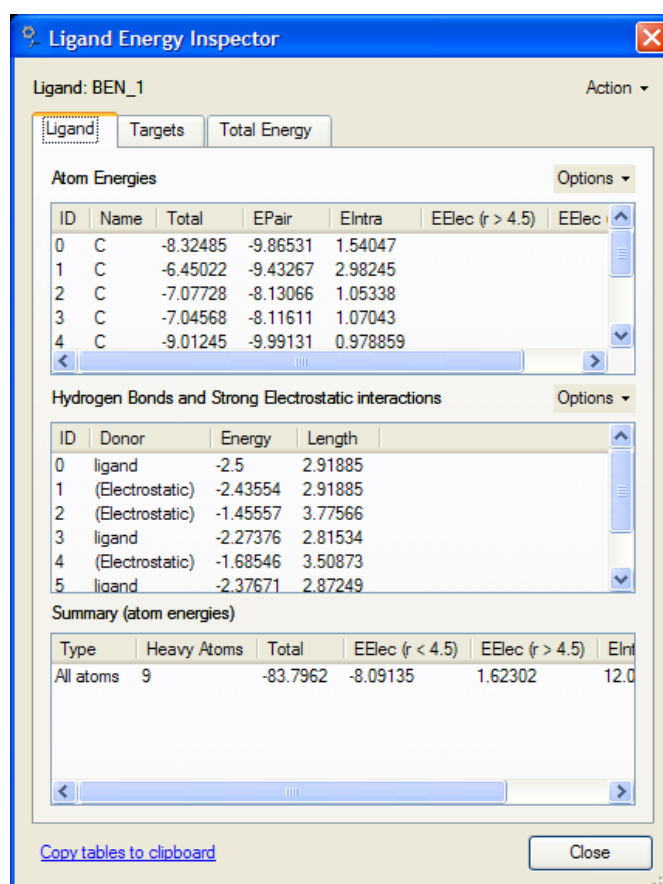 Ligand Energy Inspector
Ligand: BEN_1 Action
Ligand Targets Total Energy
Atom Energies Options
ID Name Total EPair EIntra EElec (r > 4.5) EElec (
0 C -8.32485 -9.86531 1.54047
1 C -6.45022 -9.43267 2.98245
2 C -7.07728 -8.13066 1.05338
3 C -7.04568 -8.11611 1.07043
4 C -9.01245 -9.99131 0.978859
Hydrogen Bonds and Strong Electrostatic interactions Options
ID Donor Energy Length
0 ligand -2.5 2.91885
1 (Electrostatic) -2.43554 2.91885
2 (Electrostatic) -1.45557 3.77566
3 ligand -2.27376 2.81534
4 (Electrostatic) -1.68546 3.50873
5 ligand -2.37671 2.87249
Summary (atom energies)
Type Heavy Atoms Total EElec (r < 4.5) EElec (r > 4.5) EInt
All atoms 9 -83.7962 -8.09135 1.62302 12.0
Copy tables to clipboard Close